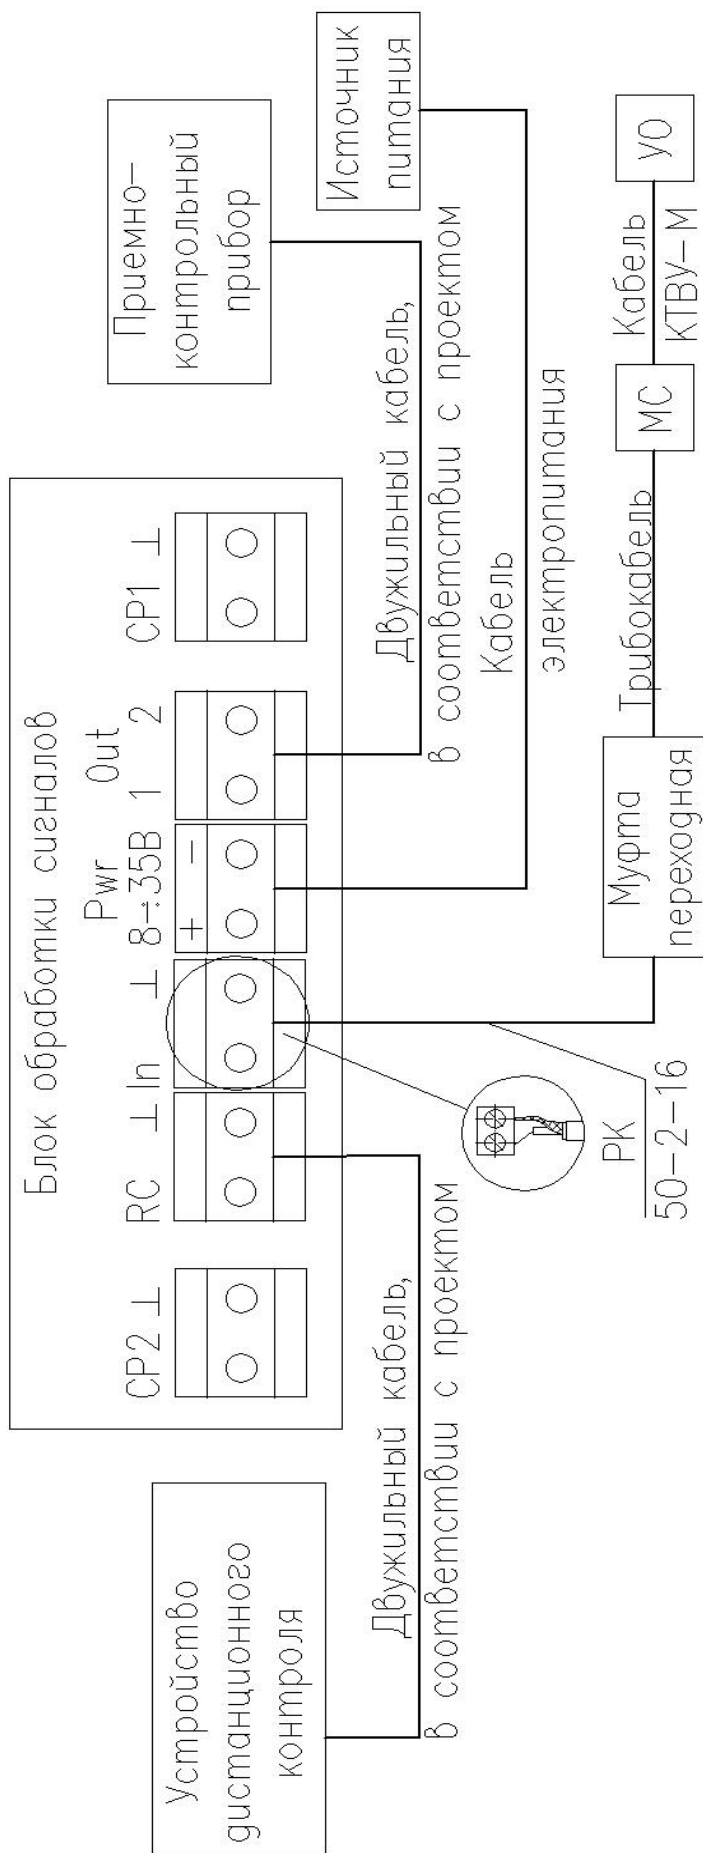 Блок обработки сигналов
Pwr
Out
CP2 ⊥
RC ⊥
In ⊥
8-:35В
+ -
1 2
CP1 ⊥
Устройство
дистанционного
контроля
Двужильный кабель,
в соответствии с проектом
Приемно-
контрольный
прибор
Двужильный кабель,
в соответствии с проектом
Источник
питания
Кабель
электропитания
РК
50-2-16
Муфта
переходная
Трибокабель
МС
Кабель
КТВУ-М
УО